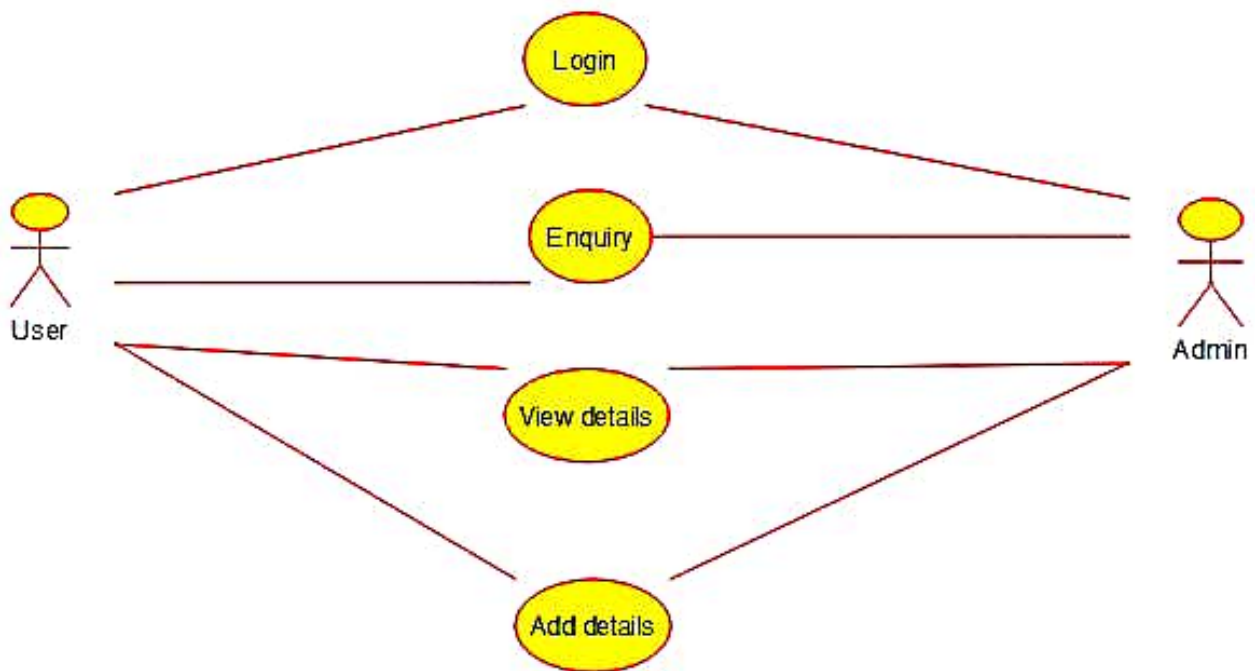 Login
Enquiry
User
Admin
View details
Add details